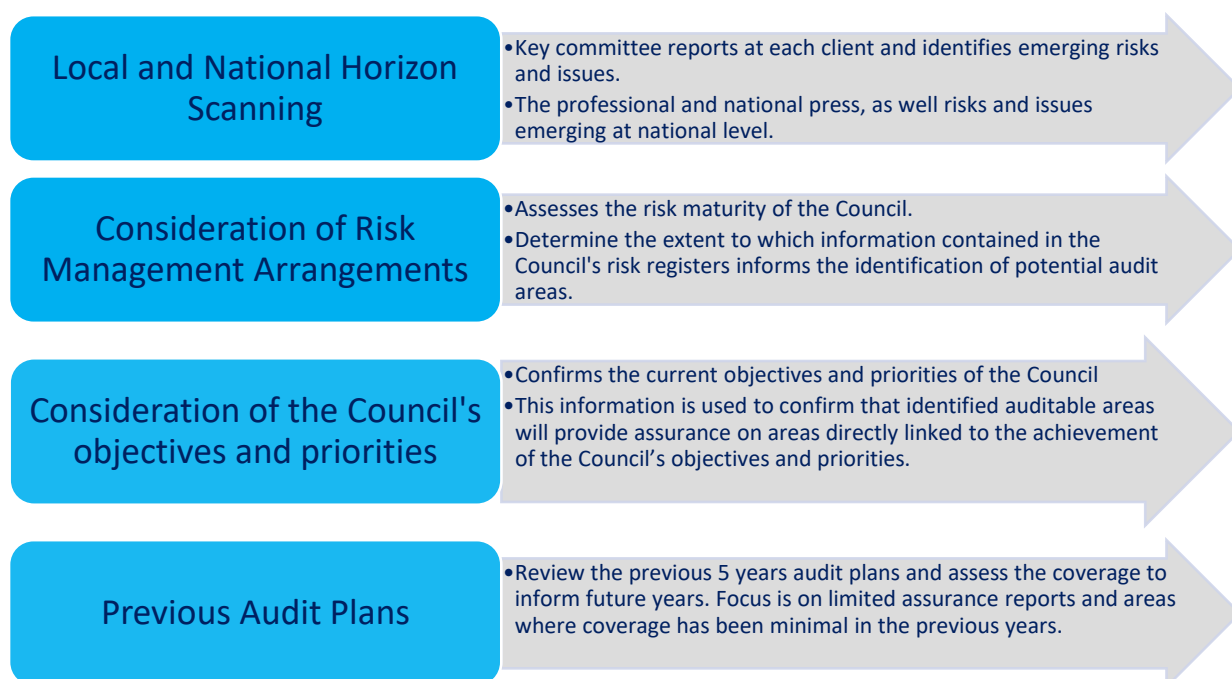 Local and National Horizon
Scanning
•Key committee reports at each client and identifies emerging risks
and issues.
•The professional and national press, as well risks and issues
emerging at national level.
Consideration of Risk
Management Arrangements
•Assesses the risk maturity of the Council.
•Determine the extent to which information contained in the
Council's risk registers informs the identification of potential audit
areas.
Consideration of the Council's
objectives and priorities
•Confirms the current objectives and priorities of the Council
•This information is used to confirm that identified auditable areas
will provide assurance on areas directly linked to the achievement
of the Council’s objectives and priorities.
Previous Audit Plans
•Review the previous 5 years audit plans and assess the coverage to
inform future years. Focus is on limited assurance reports and areas
where coverage has been minimal in the previous years.